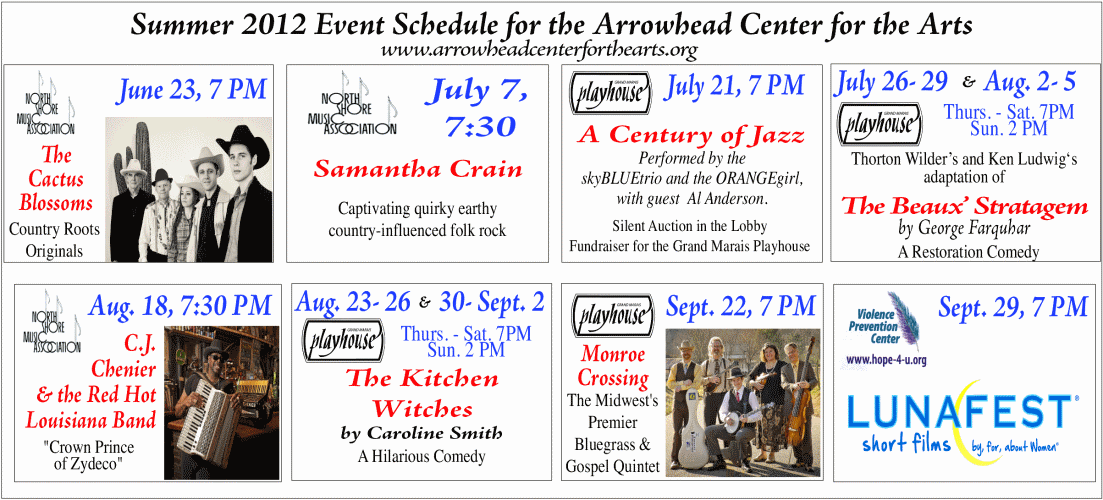 Summer 2012 Event Schedule for the Arrowhead Center for the Arts
www.arrowheadcenterforthearts.org
NORTH
SHORE
MUSIC
ASSOCIATION
June 23, 7 PM
The
Cactus
Blossoms
Country Roots
Originals
NORTH
SHORE
MUSIC
ASSOCIATION
July 7,
7:30
Samantha Crain
Captivating quirky earthy
country-influenced folk rock
GRAND MARAIS
playhouse
July 21, 7 PM
A Century of Jazz
Performed by the
skyBLUEtrio and the ORANGEgirl,
with guest Al Anderson.
Silent Auction in the Lobby
Fundraiser for the Grand Marais Playhouse
July 26- 29 & Aug. 2- 5
GRAND MARAIS
playhouse
Thurs. - Sat. 7PM
Sun. 2 PM
Thorton Wilder's and Ken Ludwig‘s
adaptation of
The Beaux’ Stratagem
by George Farquhar
A Restoration Comedy
NORTH
SHORE
MUSIC
ASSOCIATION
Aug. 18, 7:30 PM
C.J.
Chenier
& the Red Hot
Louisiana Band
"Crown Prince
of Zydeco"
Aug. 23- 26 & 30- Sept. 2
GRAND MARAIS
playhouse
Thurs. - Sat. 7PM
Sun. 2 PM
The Kitchen
Witches
by Caroline Smith
A Hilarious Comedy
GRAND MARAIS
playhouse
Sept. 22, 7 PM
Monroe
Crossing
The Midwest's
Premier
Bluegrass &
Gospel Quintet
Violence
Prevention
Center
www.hope-4-u.org
Sept. 29, 7 PM
LUNAFEST®
short films by, for, about Women®